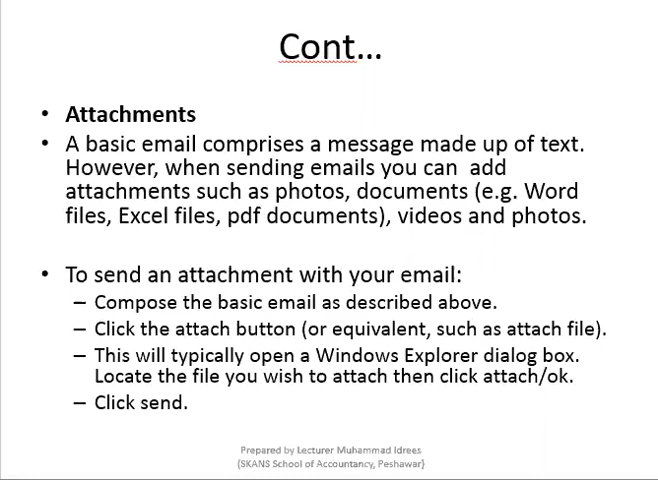 Cont...
• Attachments
• A basic email comprises a message made up of text.
However, when sending emails you can  add
attachments such as photos, documents (e.g. Word
files, Excel files, pdf documents), videos and photos.
• To send an attachment with your email:
– Compose the basic email as described above.
– Click the attach button (or equivalent, such as attach file).
– This will typically open a Windows Explorer dialog box.
Locate the file you wish to attach then click attach/ok.
– Click send.
Prepared by Lecturer Muhammad Idrees
(SKANS School of Accountancy, Peshawar}